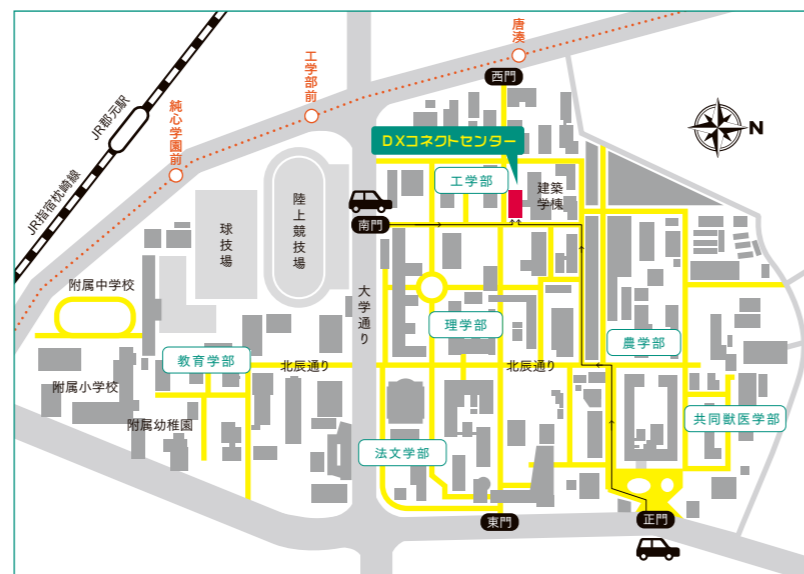 唐湊
工学部前
純心学園前
JR郡元駅
JR指宿枕崎線
西門
N
DXコネクトセンター
工学部
建築
学棟
南門
陸上競技場
球技場
大学通り
附属中学校
理学部
農学部
教育学部
北辰通り
北辰通り
附属小学校
附属幼稚園
共同獣医学部
法文学部
東門
正門